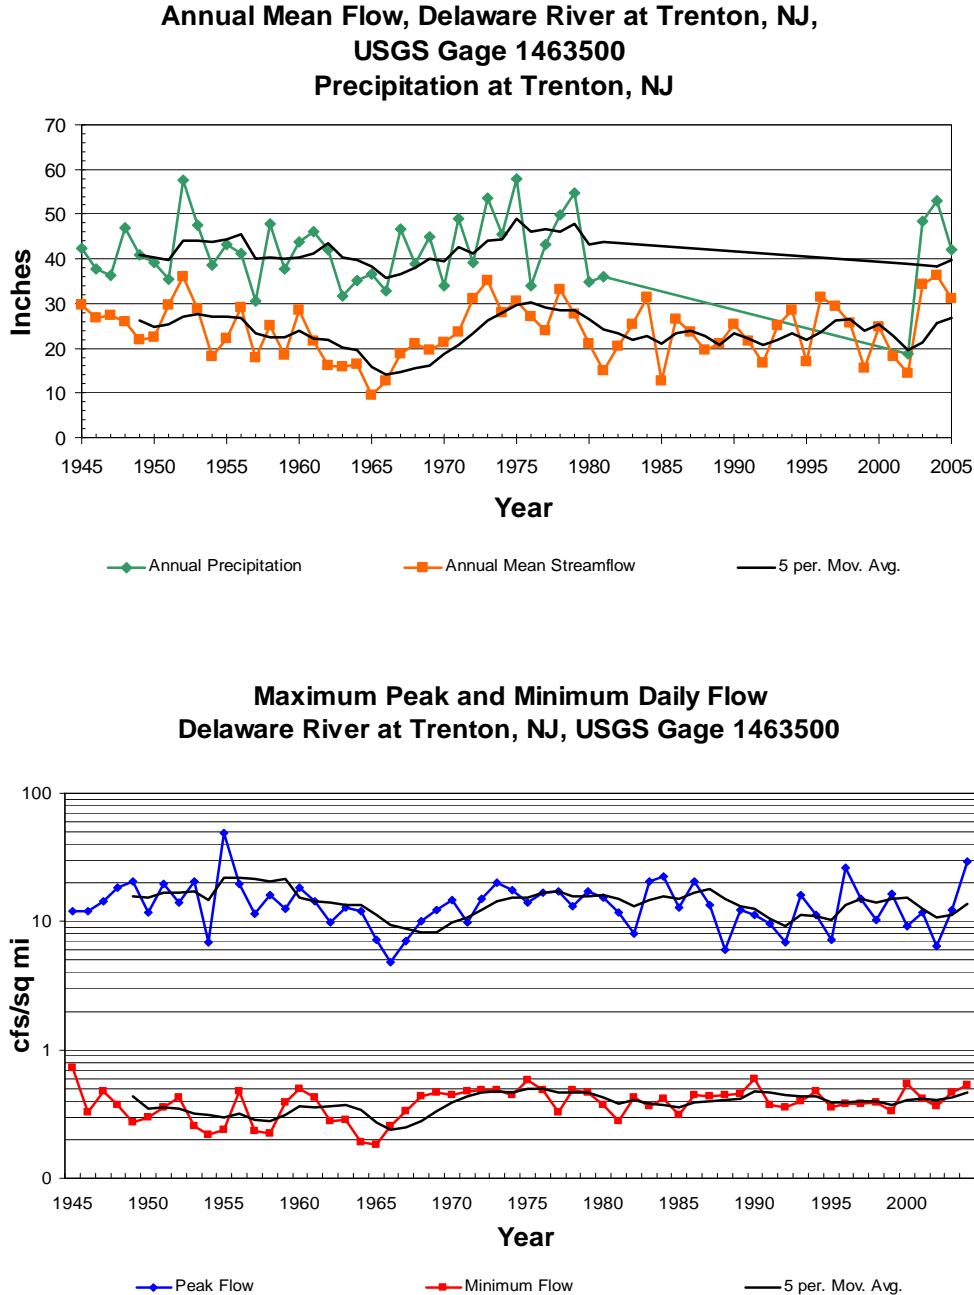 Annual Mean Flow, Delaware River at Trenton, NJ,
USGS Gage 1463500
Precipitation at Trenton, NJ
70
60
50
40
30
20
10
0
Inches
1945 1950 1955 1960 1965 1970 1975 1980 1985 1990 1995 2000 2005
Year
Annual Precipitation Annual Mean Streamflow 5 per. Mov. Avg.
Maximum Peak and Minimum Daily Flow
Delaware River at Trenton, NJ, USGS Gage 1463500
100
10
1
0
cfs/sq mi
1945 1950 1955 1960 1965 1970 1975 1980 1985 1990 1995 2000
Year
Peak Flow Minimum Flow 5 per. Mov. Avg.